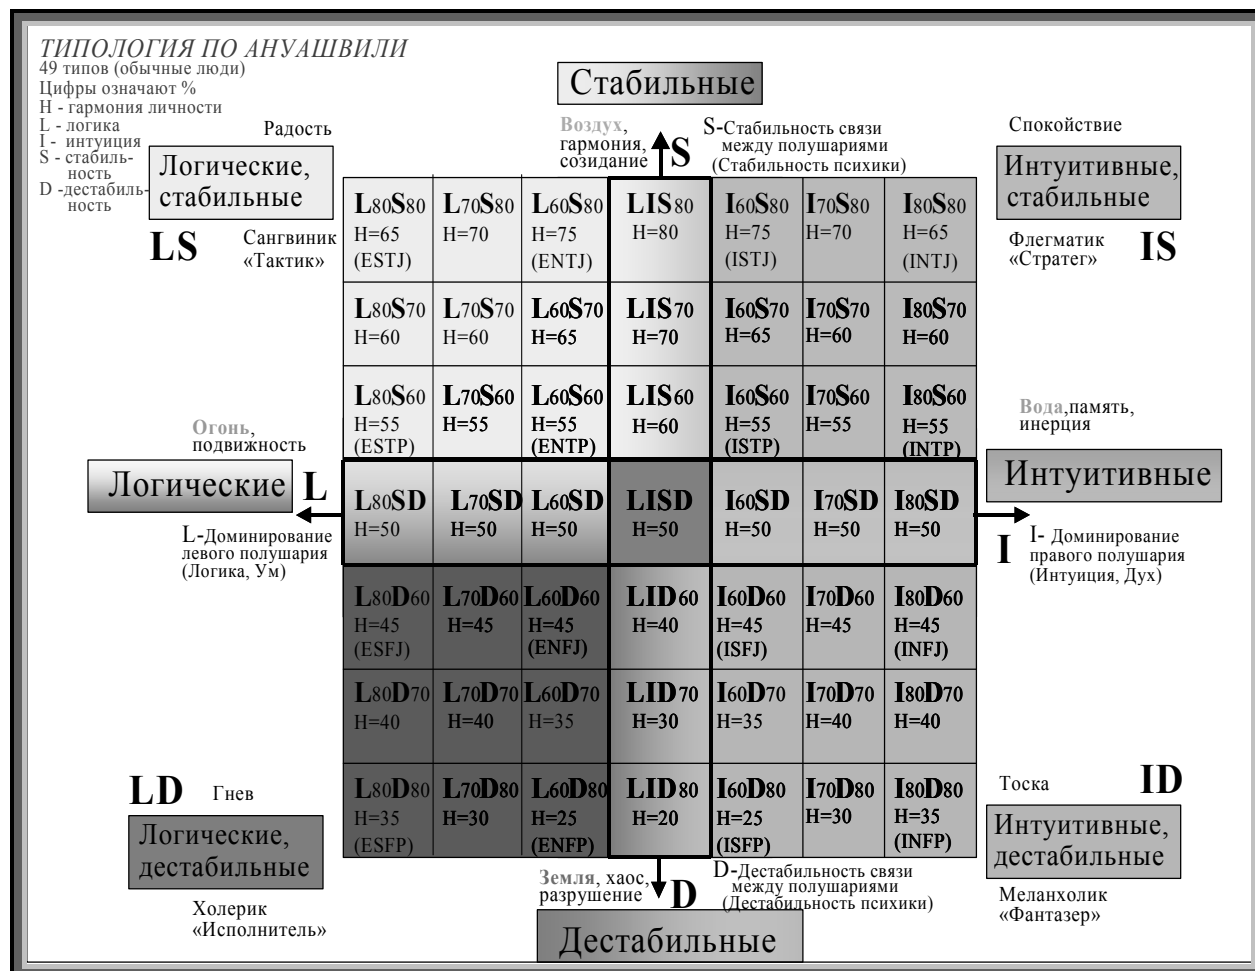 ТИПОЛОГИЯ ПО АНУАШВИЛИ
49 типов (обычные люди)
Цифры означают %
H - гармония личности
L - логика
I - интуиция
S - стабиль-
ность
D -дестабиль-
ность
Стабильные
Радость
Логические,
стабильные
LS
Сангвиник
«Тактик»
Воздух,
гармония,
созидание
S
S-Стабильность связи
между полушариями
(Стабильность психики)
Спокойствие
Интуитивные,
стабильные
Флегматик
«Стратег»
IS
L80S80 L70S80 L60S80 LIS80 I60S80 I70S80 I80S80
H=65 H=70 H=75 H=80 H=75 H=70 H=65
(ESTJ) (ENTJ) (ISTJ) (INTJ)
L80S70 L70S70 L60S70 LIS70 I60S70 I70S70 I80S70
H=60 H=60 H=65 H=70 H=65 H=60 H=60
L80S60 L70S60 L60S60 LIS60 I60S60 I70S60 I80S60
H=55 H=55 H=55 H=60 H=55 H=55 H=55
(ESTP) (ENTP) (ISTP) (INTP)
Огонь,
подвижность
Логические
L
L-Доминирование
левого полушария
(Логика, Ум)
L80SD L70SD L60SD LISD I60SD I70SD I80SD
H=50 H=50 H=50 H=50 H=50 H=50 H=50
Вода,память,
инерция
Интуитивные
I
I- Доминирование
правого полушария
(Интуиция, Дух)
L80D60 L70D60 L60D60 LID60 I60D60 I70D60 I80D60
H=45 H=45 H=45 H=40 H=45 H=45 H=45
(ESFJ) (ENFJ) (ISFJ) (INFJ)
L80D70 L70D70 L60D70 LID70 I60D70 I70D70 I80D70
H=40 H=40 H=35 H=30 H=35 H=40 H=40
L80D80 L70D80 L60D80 LID80 I60D80 I70D80 I80D80
H=35 H=30 H=25 H=20 H=25 H=30 H=35
(ESFP) (ENFP) (ISFP) (INFP)
LD
Гнев
Логические,
дестабильные
Холерик
«Исполнитель»
Земля, хаос,
разрушение
D
D-Дестабильность связи
между полушариями
(Дестабильность психики)
Дестабильные
Тоска
ID
Интуитивные,
дестабильные
Меланхолик
«Фантазер»